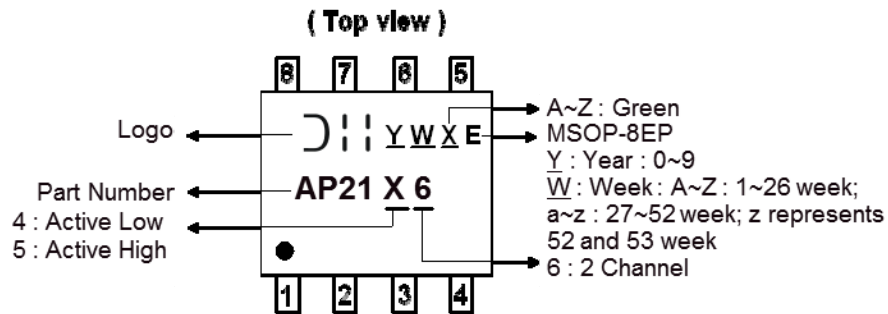 ( Top view )
8 7 6 5
Logo
Y W X E
A~Z : Green
MSOP-8EP
Y : Year : 0~9
W : Week : A~Z : 1~26 week;
a~z : 27~52 week; z represents
52 and 53 week
6 : 2 Channel
Part Number
AP21 X 6
4 : Active Low
5 : Active High
1 2 3 4